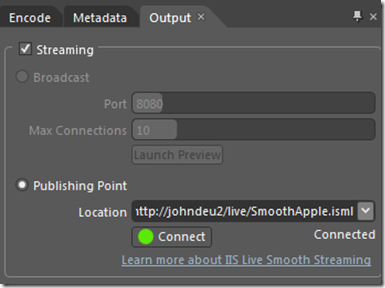 Encode Metadata Output ×
Streaming
Broadcast
Port 8080
Max Connections 10
Launch Preview
Publishing Point
Location http://johndeu2/live/SmoothApple.isml
Connect Connected
Learn more about IIS Live Smooth Streaming